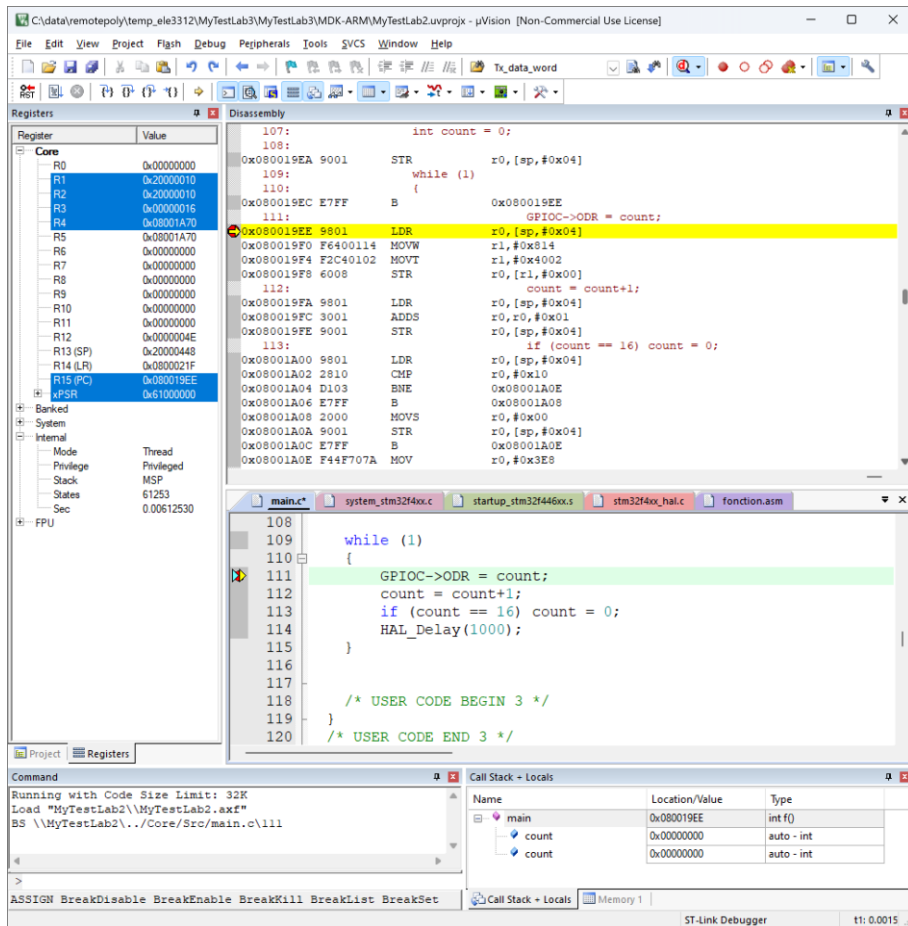 C:\data\remotepoly\temp_ele3312\MyTestLab3\MyTestLab3\MDK-ARM\MyTestLab2.uvprojx - µVision [Non-Commercial Use License]
File Edit View Project Flash Debug Peripherals Tools SVCS Window Help
Tx_data_word
RST
Registers
Register Value
Core
R0 0x00000000
R1 0x20000010
R2 0x20000010
R3 0x00000016
R4 0x08001A70
R5 0x08001A70
R6 0x00000000
R7 0x00000000
R8 0x00000000
R9 0x00000000
R10 0x00000000
R11 0x00000000
R12 0x0000004E
R13 (SP) 0x20000448
R14 (LR) 0x0800021F
R15 (PC) 0x080019EE
xPSR 0x61000000
Banked
System
Internal
Mode Thread
Privilege Privileged
Stack MSP
States 61253
Sec 0.00612530
FPU
Project Registers
Disassembly
107: int count = 0;
108:
0x080019EA 9001 STR r0,[sp,#0x04]
109: while (1)
110: {
0x080019EC E7FF B 0x080019EE
111: GPIOC->ODR = count;
0x080019EE 9801 LDR r0,[sp,#0x04]
0x080019F0 F6400114 MOVW r1,#0x814
0x080019F4 F2C40102 MOVT r1,#0x4002
0x080019F8 6008 STR r0,[r1,#0x00]
112: count = count+1;
0x080019FA 9801 LDR r0,[sp,#0x04]
0x080019FC 3001 ADDS r0,r0,#0x01
0x080019FE 9001 STR r0,[sp,#0x04]
113: if (count == 16) count = 0;
0x08001A00 9801 LDR r0,[sp,#0x04]
0x08001A02 2810 CMP r0,#0x10
0x08001A04 D103 BNE 0x08001A0E
0x08001A06 E7FF B 0x08001A08
0x08001A08 2000 MOVS r0,#0x00
0x08001A0A 9001 STR r0,[sp,#0x04]
0x08001A0C E7FF B 0x08001A0E
0x08001A0E F44F707A MOV r0,#0x3E8
main.c* system_stm32f4xx.c startup_stm32f446xx.s stm32f4xx_hal.c fonction.asm
108
109 while (1)
110 {
111 GPIOC->ODR = count;
112 count = count+1;
113 if (count == 16) count = 0;
114 HAL_Delay(1000);
115 }
116
117
118 /* USER CODE BEGIN 3 */
119 }
120 /* USER CODE END 3 */
Command
Running with Code Size Limit: 32K
Load "MyTestLab2\\MyTestLab2.axf"
BS \\MyTestLab2\../Core/Src/main.c\111
>
ASSIGN BreakDisable BreakEnable BreakKill BreakList BreakSet
Call Stack + Locals
Name Location/Value Type
main 0x080019EE int f()
count 0x00000000 auto - int
count 0x00000000 auto - int
Call Stack + Locals Memory 1
ST-Link Debugger t1: 0.0015